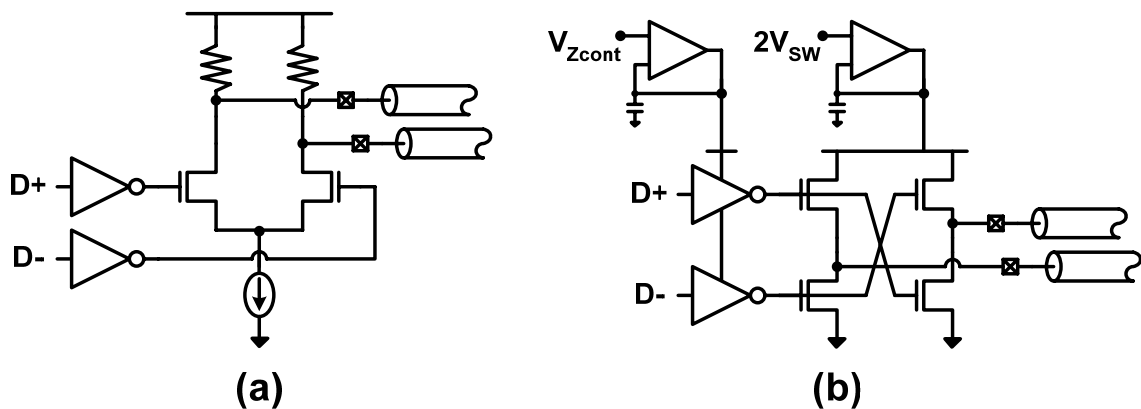 V_Zcont
2V_SW
D+
D-
D+
D-
(a)
(b)